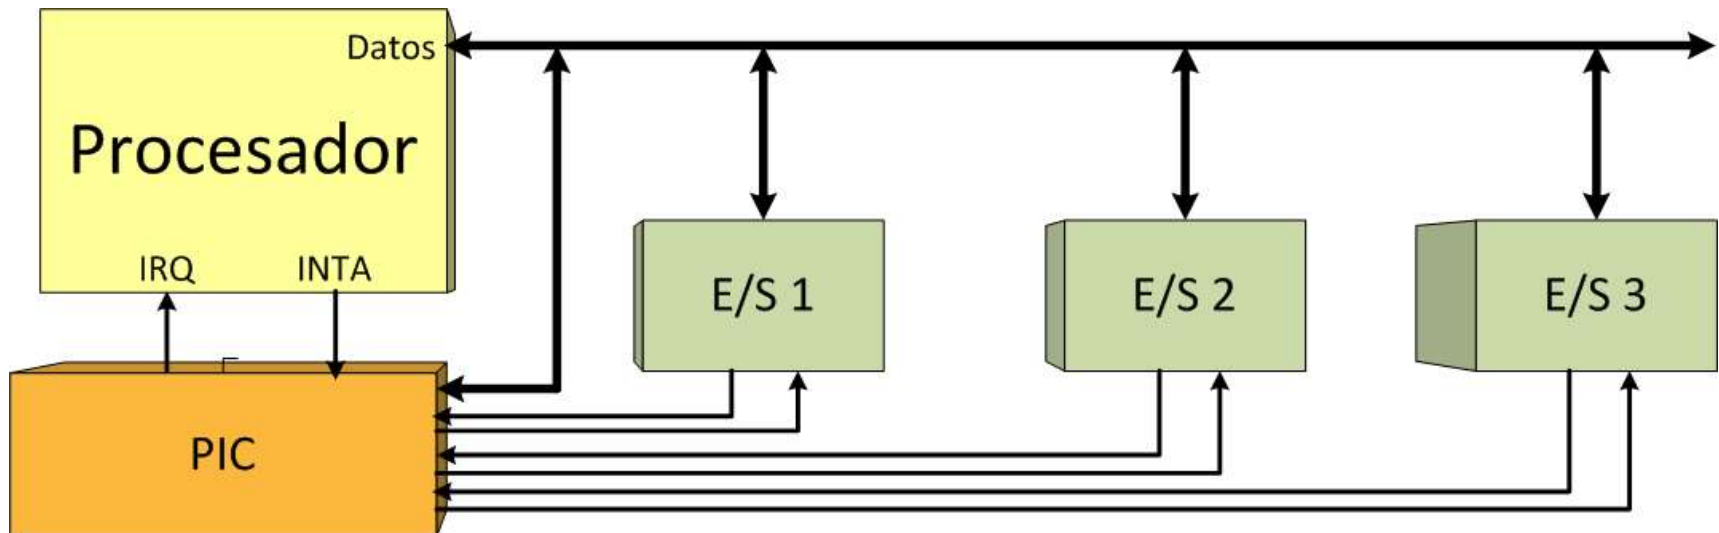 Datos
Procesador
IRQ INTA
E/S 1 E/S 2 E/S 3
PIC